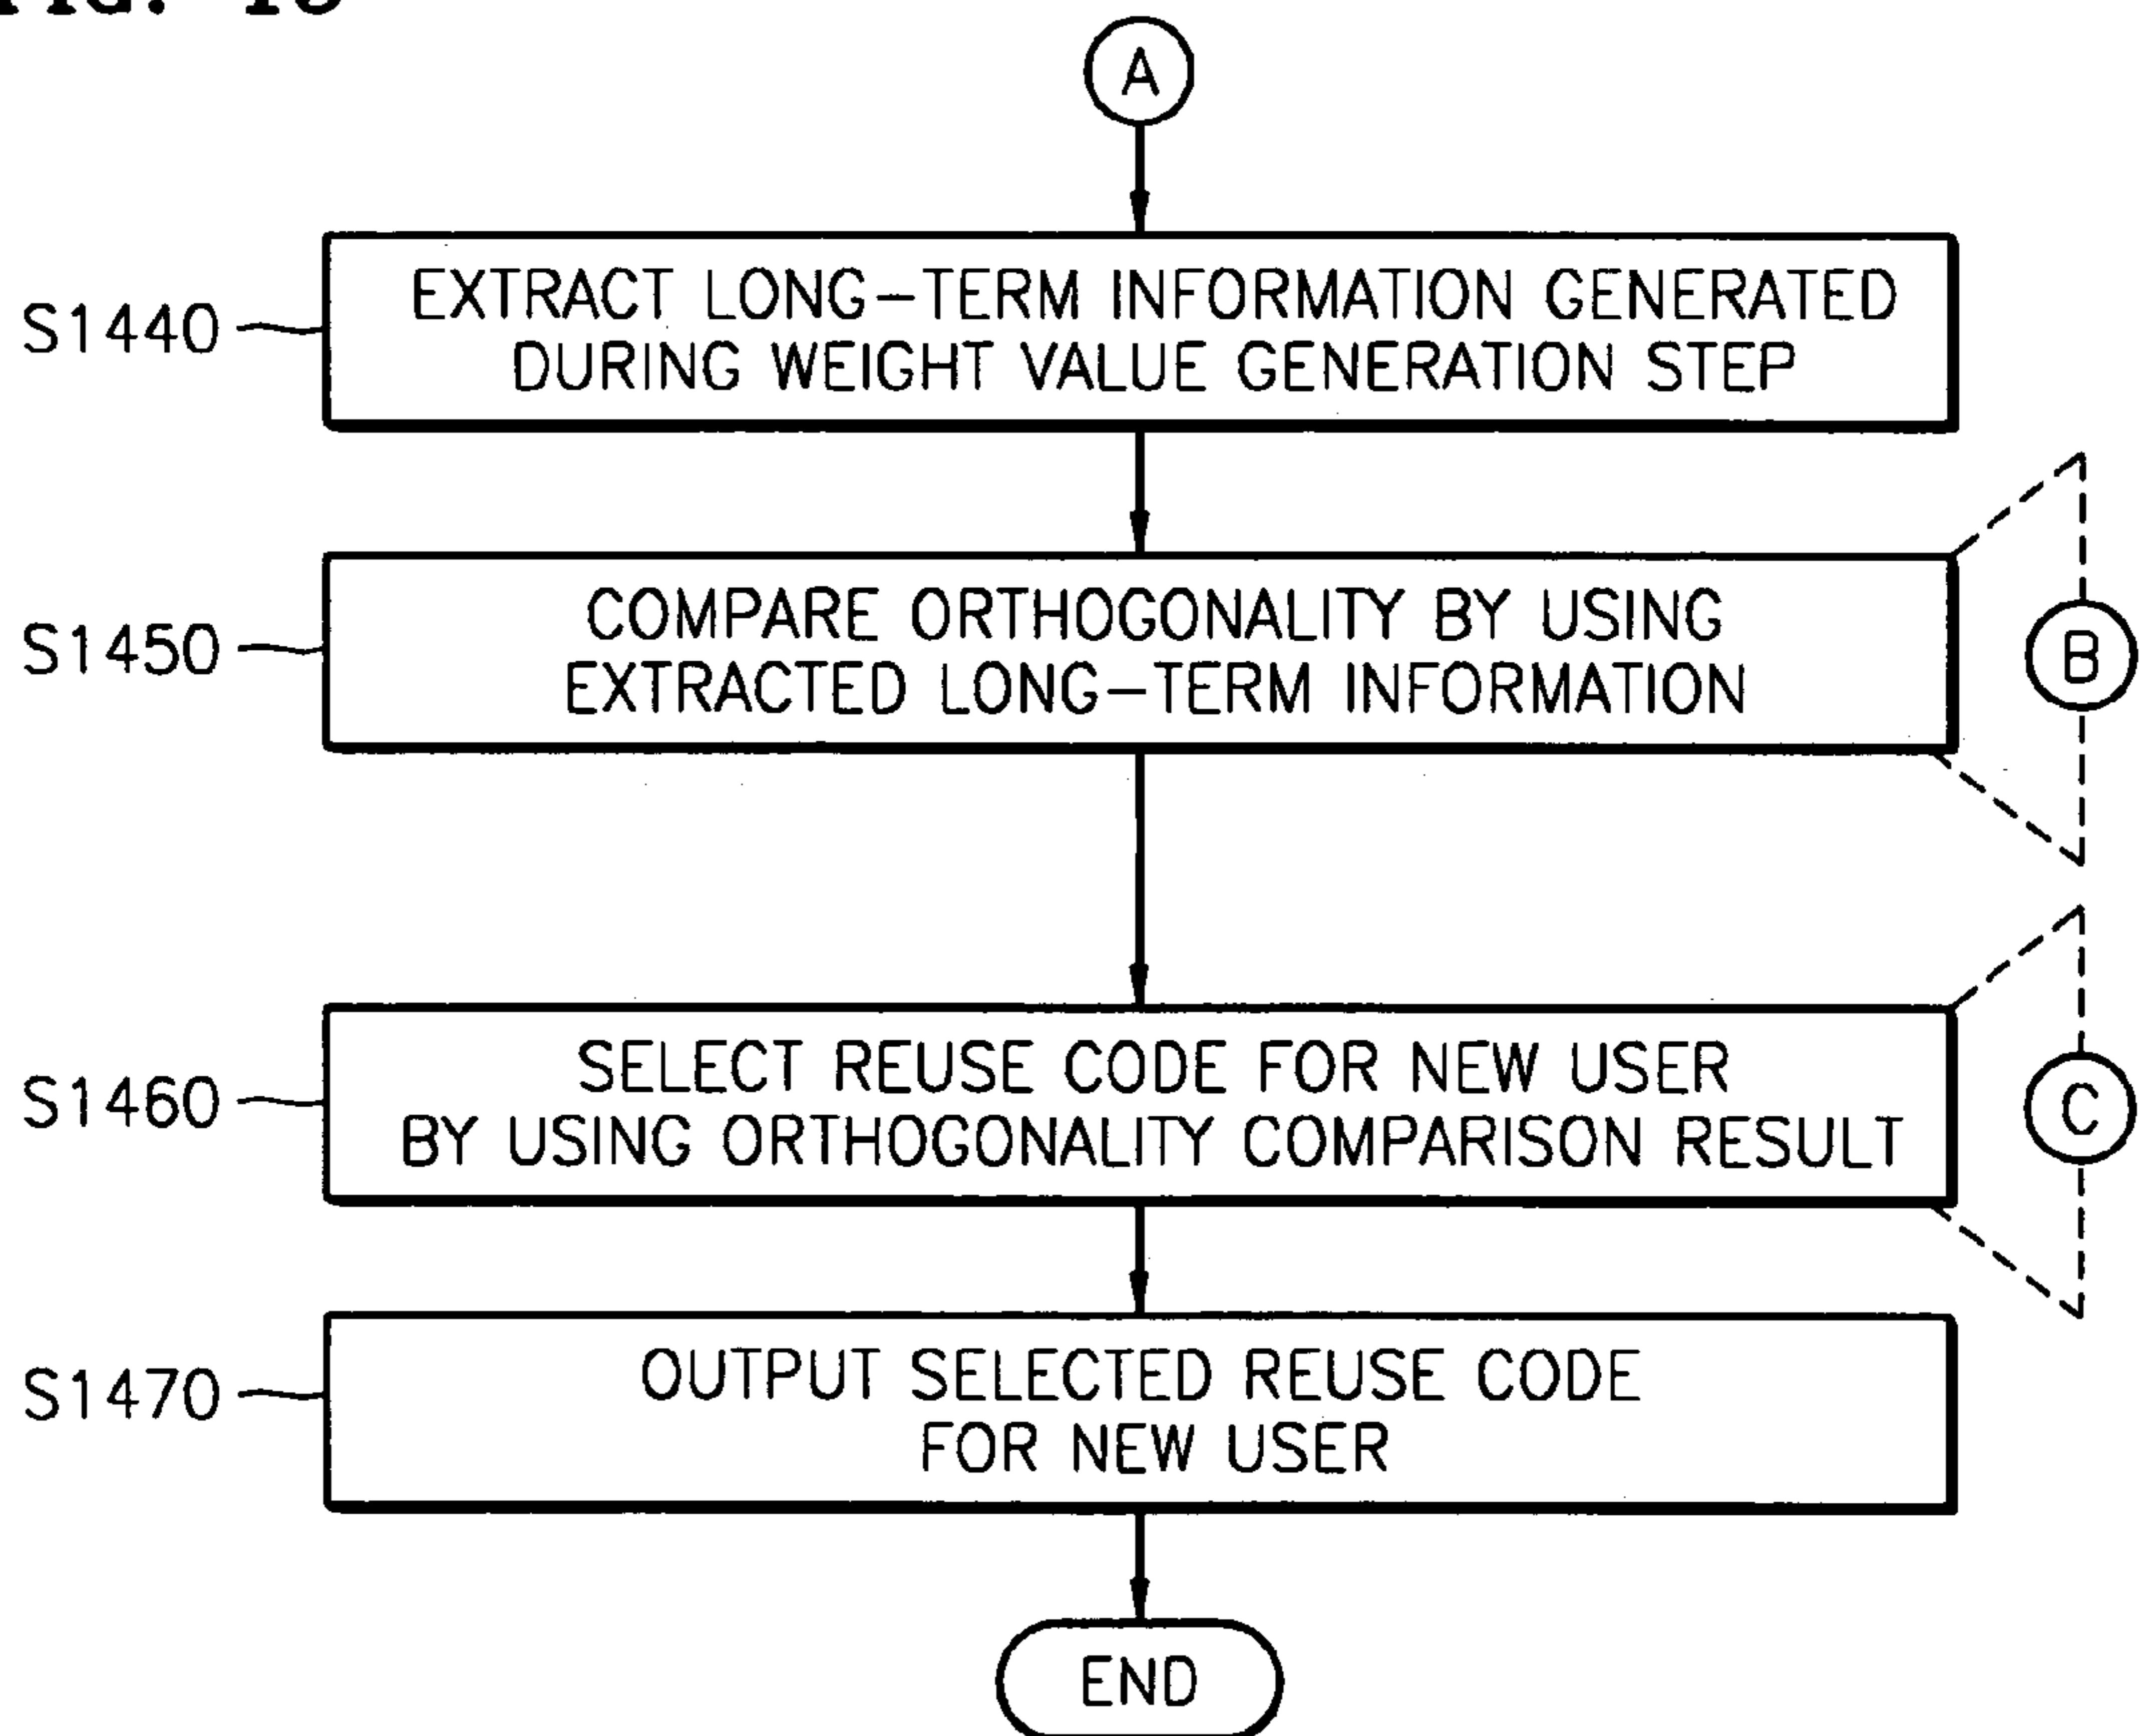 A
S1440
EXTRACT LONG-TERM INFORMATION GENERATED
DURING WEIGHT VALUE GENERATION STEP
S1450
COMPARE ORTHOGONALITY BY USING
EXTRACTED LONG-TERM INFORMATION
B
S1460
SELECT REUSE CODE FOR NEW USER
BY USING ORTHOGONALITY COMPARISON RESULT
C
S1470
OUTPUT SELECTED REUSE CODE
FOR NEW USER
END